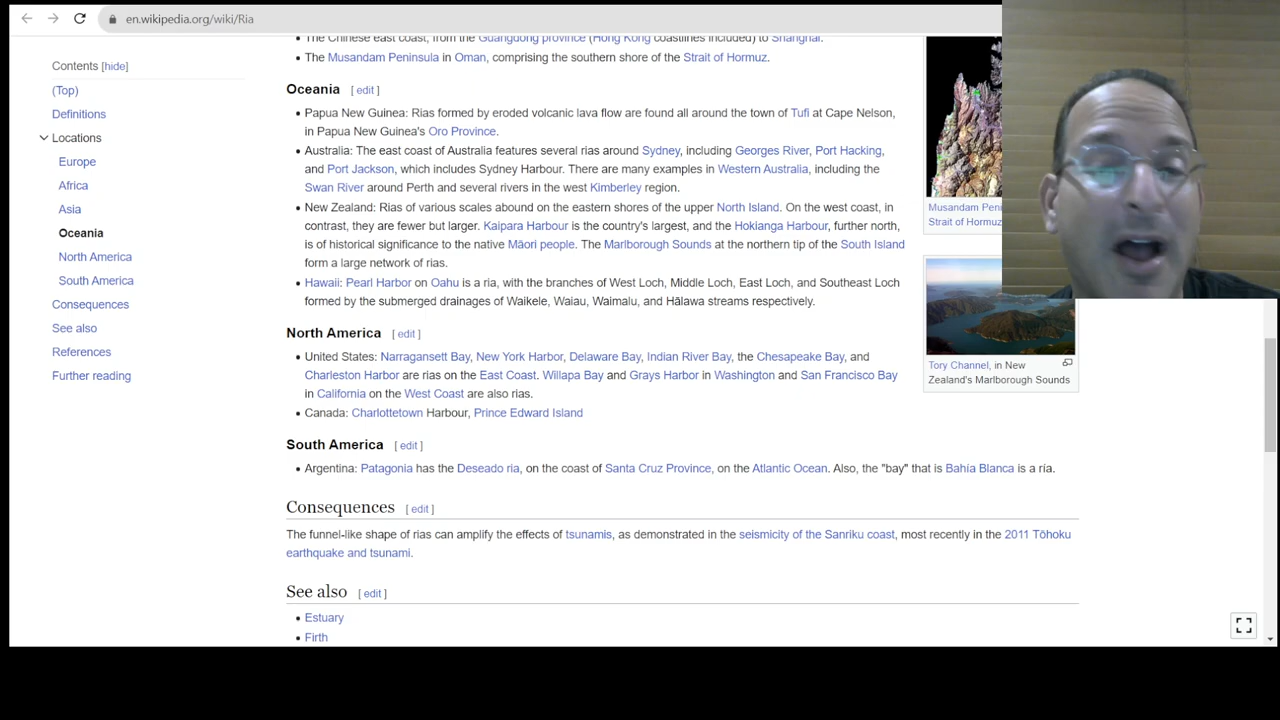 en.wikipedia.org/wiki/Ria
Contents [hide]
(Top)
Definitions
Locations
Europe
Africa
Asia
Oceania
North America
South America
Consequences
See also
References
Further reading
The Chinese east coast, from the Guangdong province (Hong Kong coastlines included) to Shanghai.
The Musandam Peninsula in Oman, comprising the southern shore of the Strait of Hormuz.
Oceania [ edit ]
Papua New Guinea: Rias formed by eroded volcanic lava flow are found all around the town of Tufi at Cape Nelson,
in Papua New Guinea's Oro Province.
Australia: The east coast of Australia features several rias around Sydney, including Georges River, Port Hacking,
and Port Jackson, which includes Sydney Harbour. There are many examples in Western Australia, including the
Swan River around Perth and several rivers in the west Kimberley region.
New Zealand: Rias of various scales abound on the eastern shores of the upper North Island. On the west coast, in
contrast, they are fewer but larger. Kaipara Harbour is the country's largest, and the Hokianga Harbour, further north,
is of historical significance to the native Māori people. The Marlborough Sounds at the northern tip of the South Island
form a large network of rias.
Hawaii: Pearl Harbor on Oahu is a ria, with the branches of West Loch, Middle Loch, East Loch, and Southeast Loch
formed by the submerged drainages of Waikele, Waiau, Waimalu, and Hālawa streams respectively.
North America [ edit ]
United States: Narragansett Bay, New York Harbor, Delaware Bay, Indian River Bay, the Chesapeake Bay, and
Charleston Harbor are rias on the East Coast. Willapa Bay and Grays Harbor in Washington and San Francisco Bay
in California on the West Coast are also rias.
Canada: Charlottetown Harbour, Prince Edward Island
South America [ edit ]
Argentina: Patagonia has the Deseado ria, on the coast of Santa Cruz Province, on the Atlantic Ocean. Also, the "bay" that is Bahía Blanca is a ría.
Consequences [ edit ]
The funnel-like shape of rias can amplify the effects of tsunamis, as demonstrated in the seismicity of the Sanriku coast, most recently in the 2011 Tōhoku
earthquake and tsunami.
See also [ edit ]
Estuary
Firth
Musandam
Strait of Hormuz
Tory Channel, in New
Zealand's Marlborough Sounds